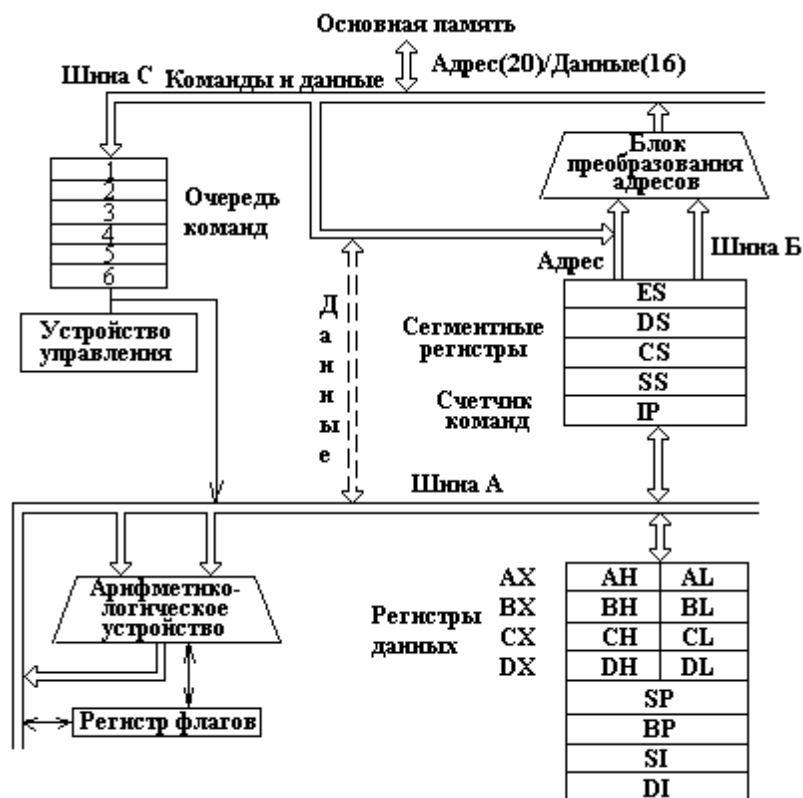 Основная память
Адрес(20)/Данные(16)
Шина С
Команды и данные
Блок
преобразования
адресов
1
2
3
4
5
6
Очередь
команд
Адрес
Шина Б
Устройство
управления
Данные
Сегментные
регистры
Счетчик
команд
ES
DS
CS
SS
IP
Шина А
Арифметико-
логическое
устройство
Регистр флагов
Регистры
данных
AX AH AL
BX BH BL
CX CH CL
DX DH DL
SP
BP
SI
DI